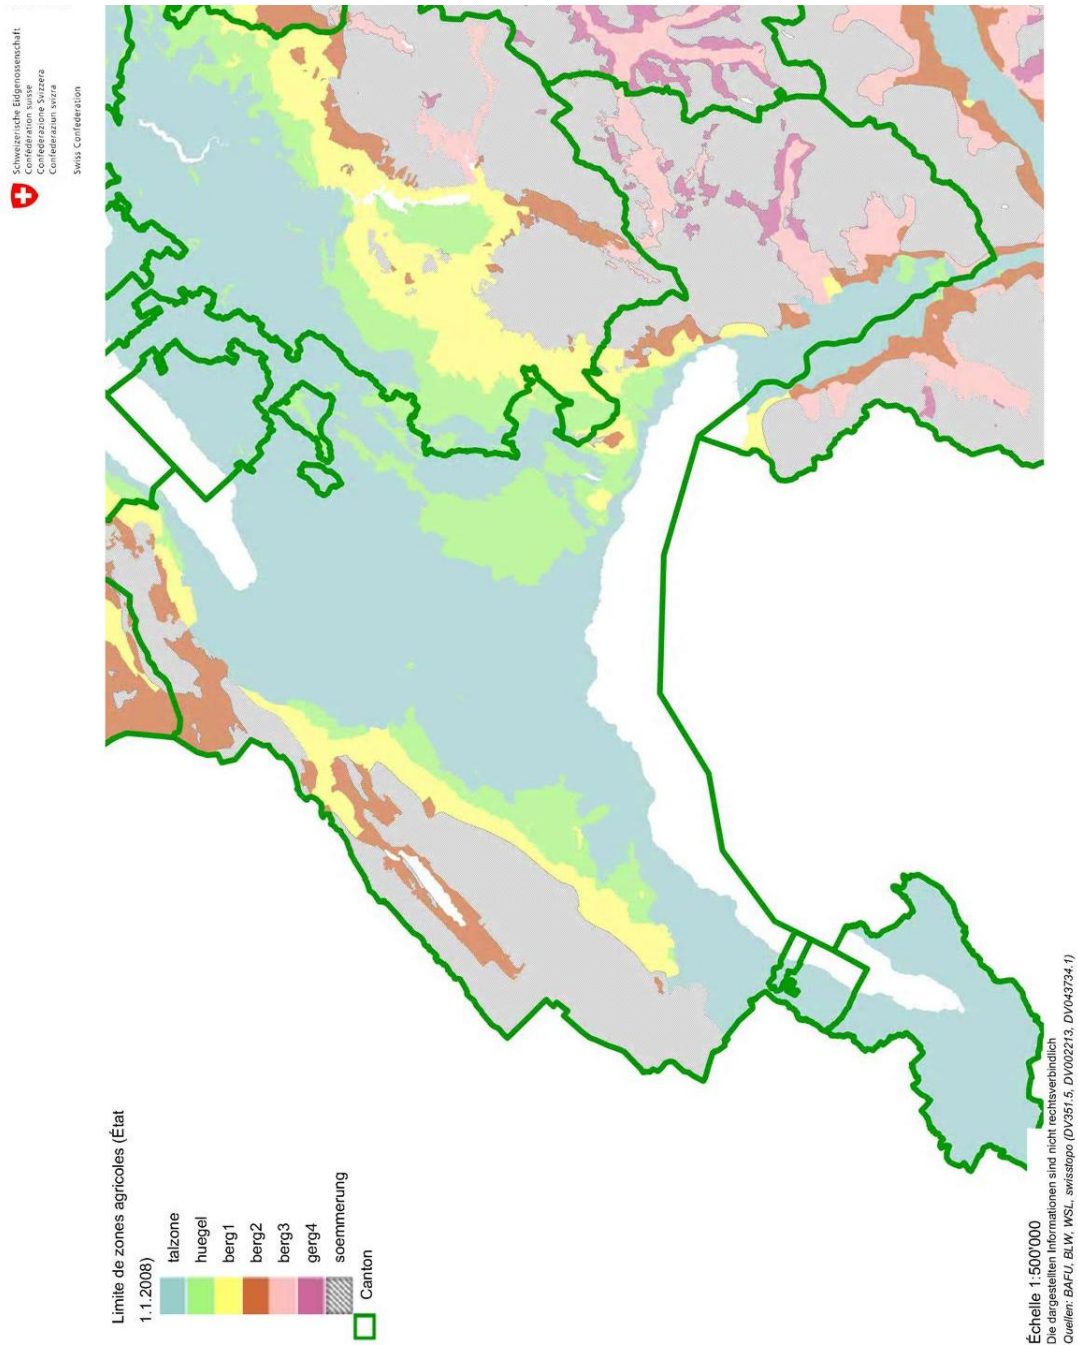 Schweizerische Eidgenossenschaft
Confédération suisse
Confederazione Svizzera
Confederaziun svizra
Swiss Confederation
Limite de zones agricoles (État
1.1.2008)
talzone
huegel
berg1
berg2
berg3
gerg4
soemmerung
Canton
Échelle 1:500'000
Die dargestellten Informationen sind nicht rechtsverbindlich
Quellen: BAFU, BLW, WSL, swisstopo (DV351.5, DV002213, DV043734.1)